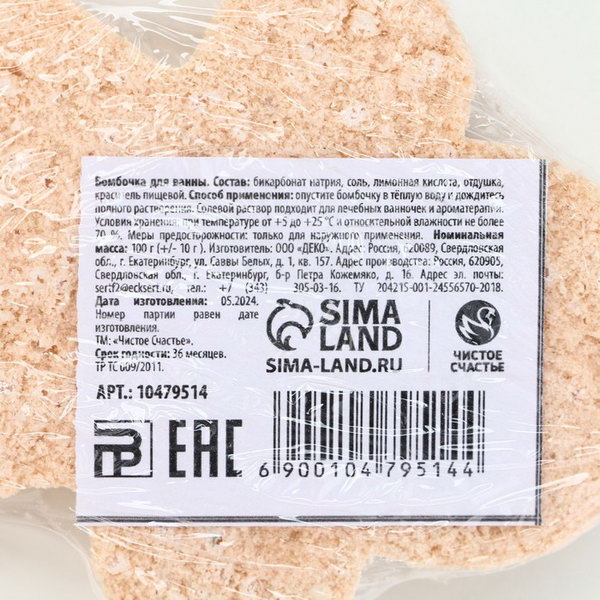 Бомбочка для ванны. Состав: бикарбонат натрия, соль, лимонная кислота, отдушка,
краситель пищевой. Способ применения: опустите бомбочку в тёплую воду и дождитесь
полного растворения. Солевой раствор подходит для лечебных ванночек и ароматерапии.
Условия хранения: при температуре от +5 до +25 °C и относительной влажности не более
70 %. Меры предосторожности: только для наружного применения. Номинальная
масса: 100 г (+/- 10 г). Изготовитель: ООО «ДЕКО». Адрес: Россия, 620089, Свердловская
обл., г. Екатеринбург, ул. Саввы Белых, д. 1, кв. 157. Адрес производства: Россия, 620905,
Свердловская обл., г. Екатеринбург, б-р Петра Кожемяко, д. 16. Адрес эл. почты:
sertf2@ecksert.ru, тел.: +7 (343) 305-03-16. ТУ 204215-001-24556570-2018.
Дата изготовления: 05.2024.
Номер партии равен дате
изготовления.
ТМ: «Чистое Счастье».
Срок годности: 36 месяцев.
ТР ТС 009/2011.
АРТ.: 10479514
SIMA
LAND
SIMA-LAND.RU
ЧИСТОЕ
СЧАСТЬЕ
EAC
6 900104 795144